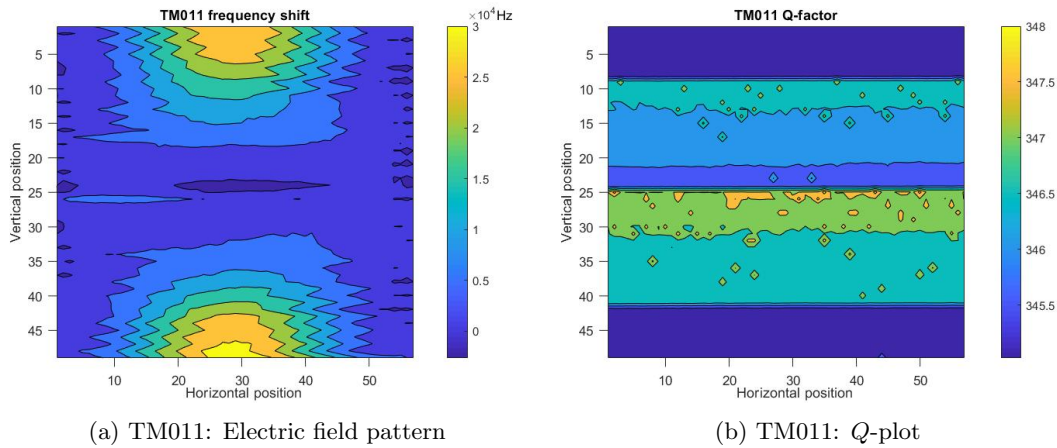 TM011 frequency shift
×10⁴Hz
3
2.5
2
1.5
1
0.5
0
5
10
15
20
25
30
35
40
45
Vertical position
10 20 30 40 50
Horizontal position
(a) TM011: Electric field pattern
TM011 Q-factor
348
347.5
347
346.5
346
345.5
5
10
15
20
25
30
35
40
45
Vertical position
10 20 30 40 50
Horizontal position
(b) TM011: Q-plot